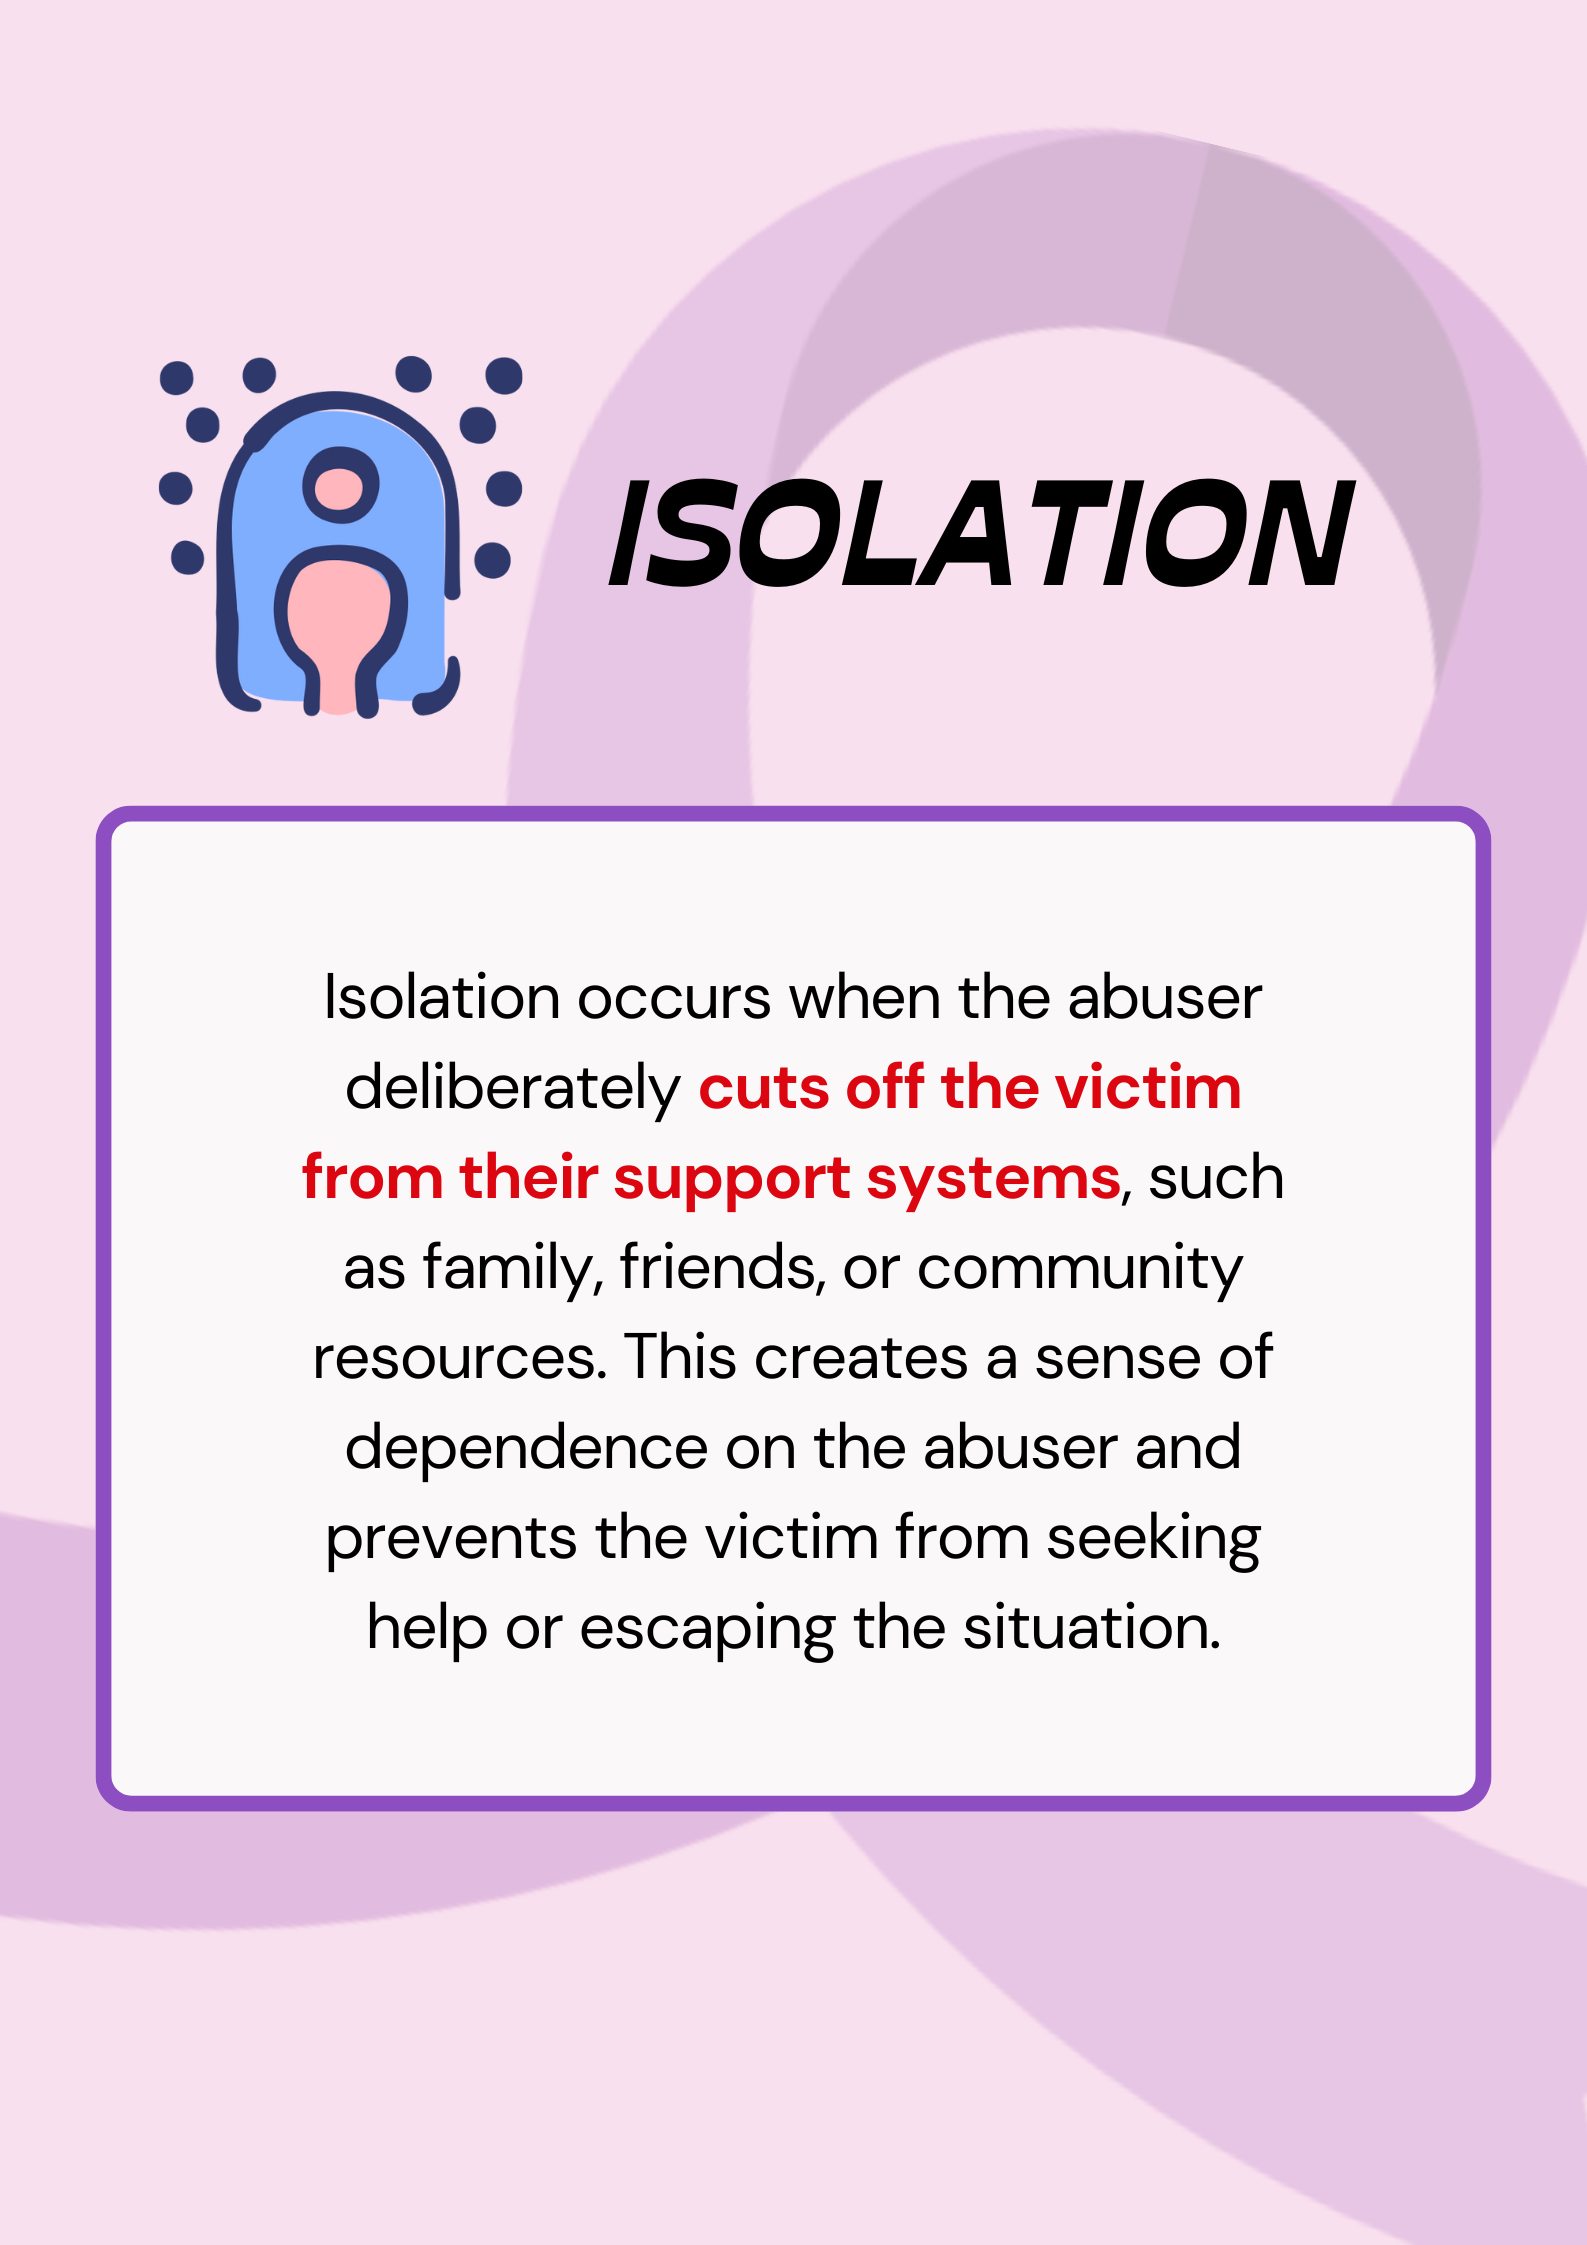 ISOLATION
Isolation occurs when the abuser
deliberately cuts off the victim
from their support systems, such
as family, friends, or community
resources. This creates a sense of
dependence on the abuser and
prevents the victim from seeking
help or escaping the situation.